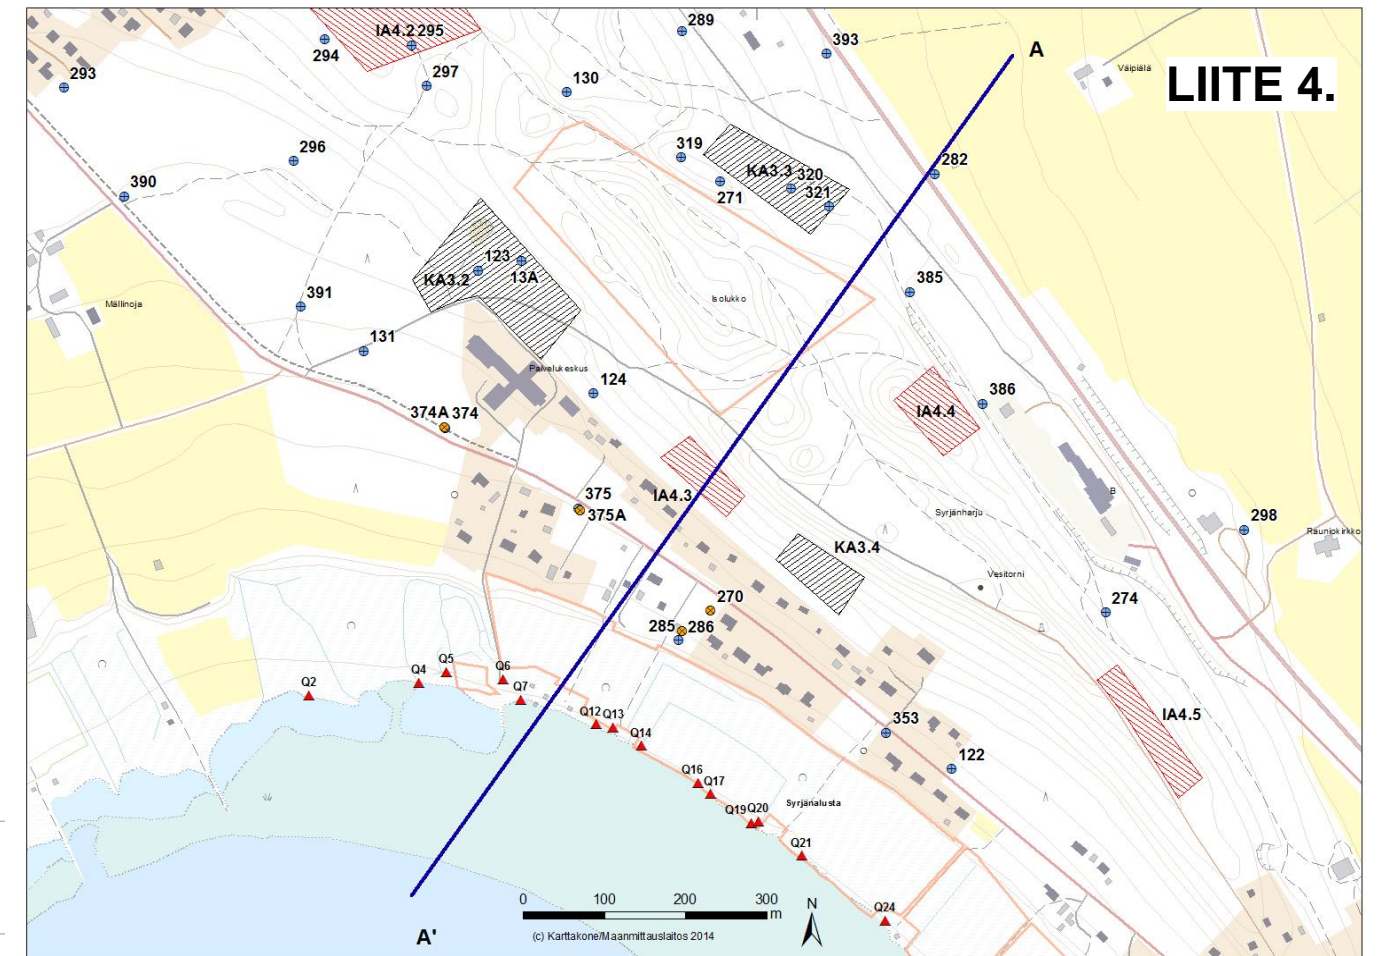 289
IA4.2 295
294
393
A
Väipiälä
LIITE 4.
293
297
130
296
319
KA3.3 320
282
390
271
321
123
KA3.2
13A
385
Isolukko
391
Mällinoja
131
Palvelukeskus
124
386
374A 374
IA4.4
375
IA4.3
B
375A
Syrjänharju
298
Rauniokirkko
KA3.4
Vesitorni
270
274
285 286
Q5
Q6
Q4
Q2
Q7
Q12 Q13
IA4.5
353
Q14
122
Q16
Q17
Syrjänalusta
Q19 Q20
Q21
0 100 200 300
m
N
Q24
A'
(c) Karttakone/Maanmittauslaitos 2014